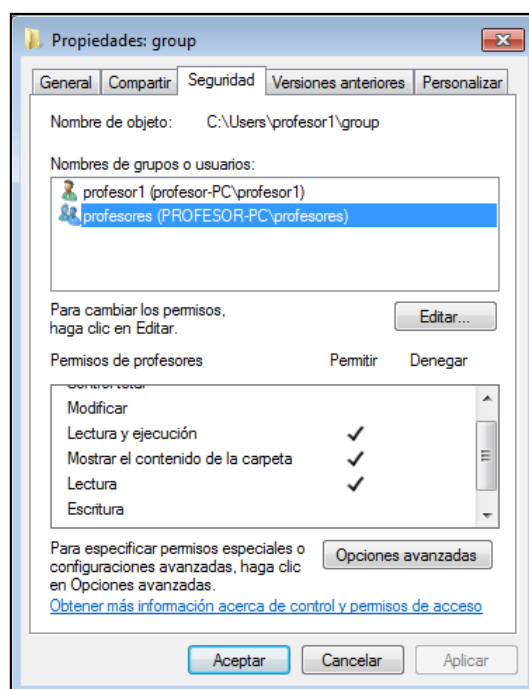 Propiedades: group
General Compartir Seguridad Versiones anteriores Personalizar
Nombre de objeto: C:\Users\profesor1\group
Nombres de grupos o usuarios:
profesor1 (profesor-PC\profesor1)
profesores (PROFESOR-PC\profesores)
Para cambiar los permisos,
haga clic en Editar.
Editar...
Permisos de profesores Permitir Denegar
Control total
Modificar
Lectura y ejecución
Mostrar el contenido de la carpeta
Lectura
Escritura
Para especificar permisos especiales o
configuraciones avanzadas, haga clic
en Opciones avanzadas.
Opciones avanzadas
Obtener más información acerca de control y permisos de acceso
Aceptar Cancelar Aplicar